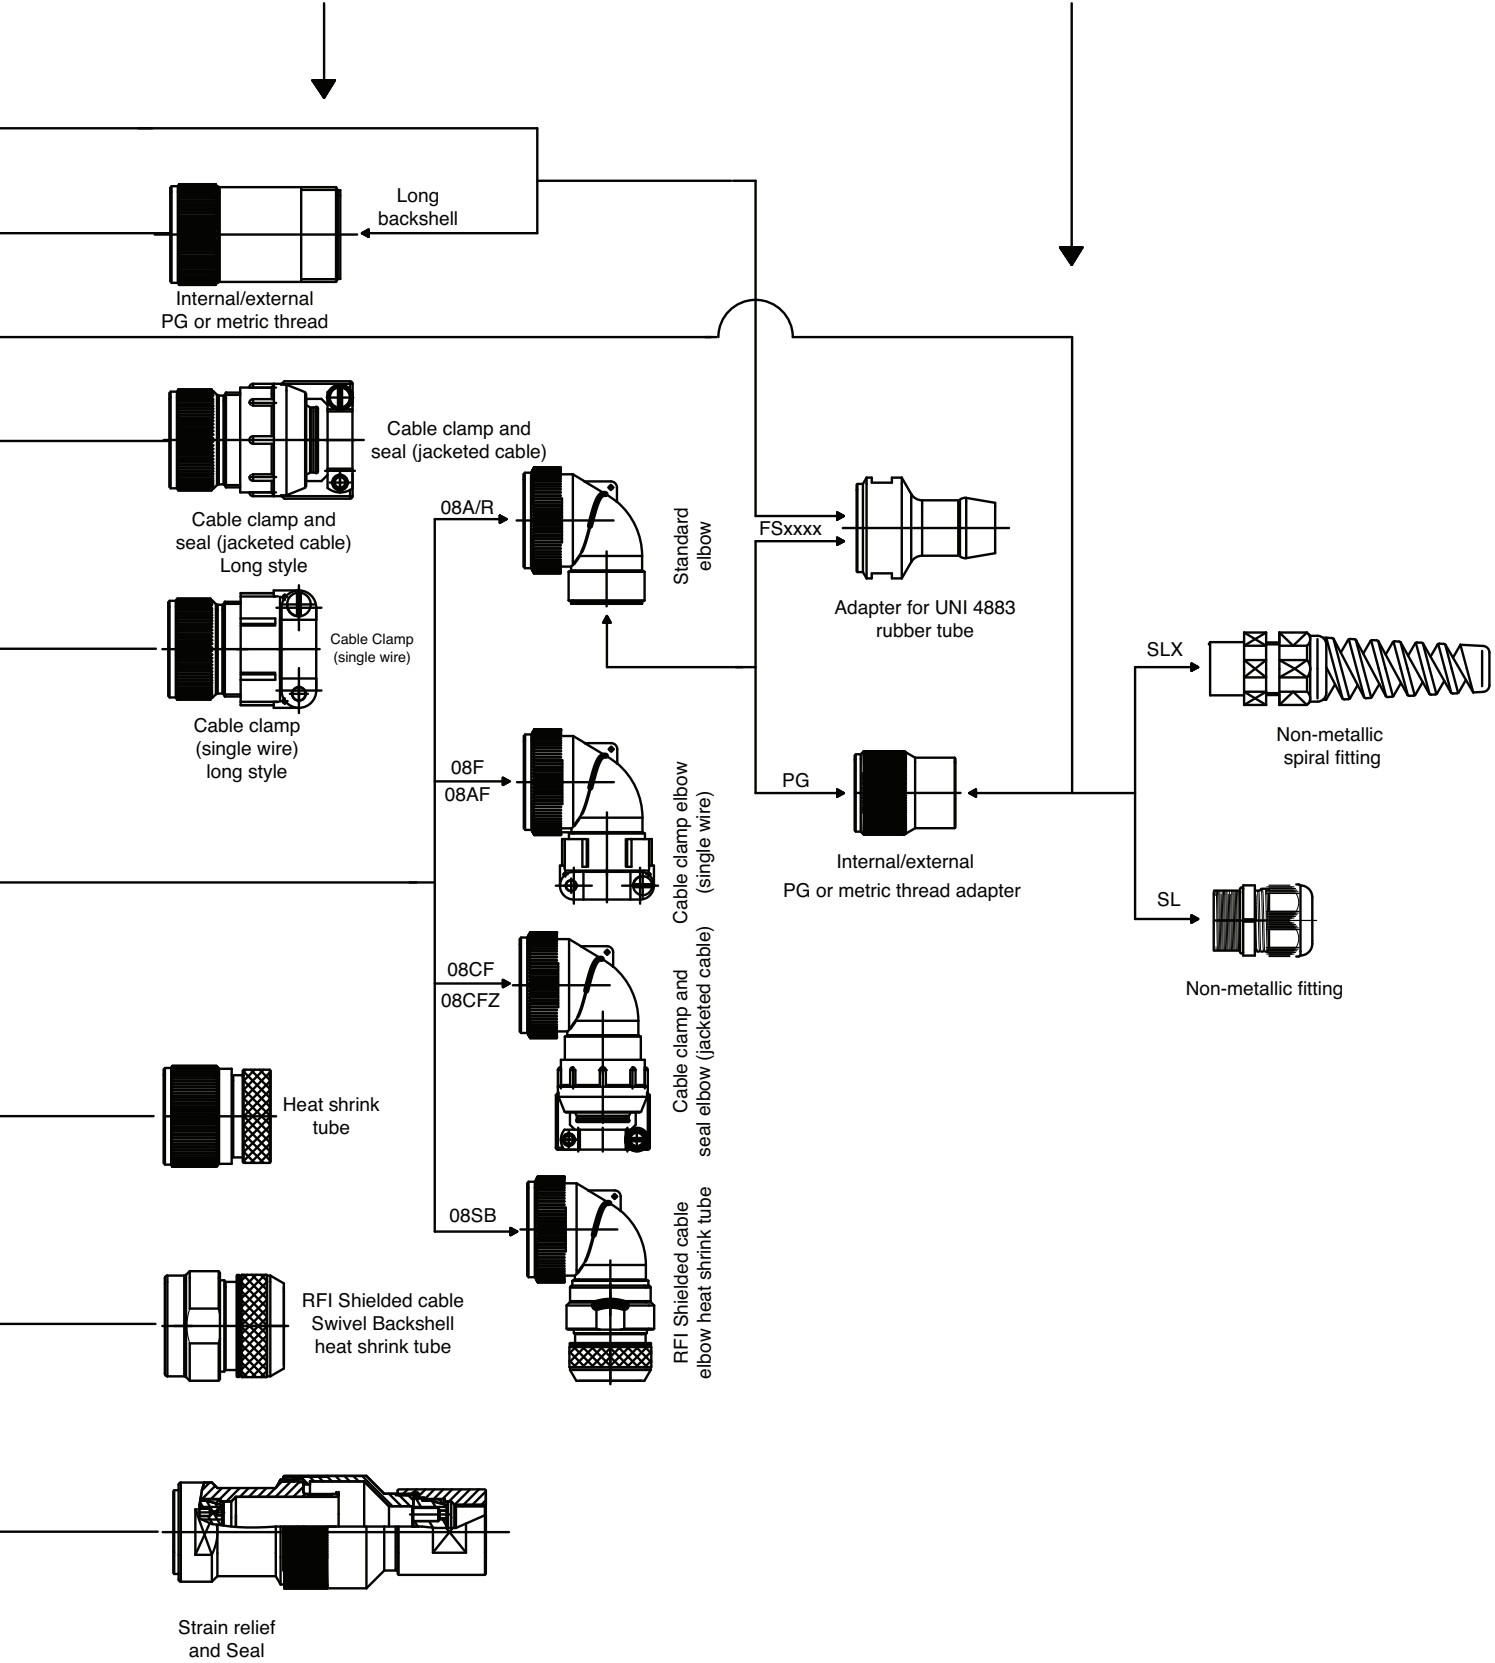 Long
backshell
Internal/external
PG or metric thread
Cable clamp and
seal (jacketed cable)
Cable clamp and
seal (jacketed cable)
Long style
08A/R
Standard
elbow
FSxxxx
Adapter for UNI 4883
rubber tube
Cable Clamp
(single wire)
Cable clamp
(single wire)
long style
SLX
Non-metallic
spiral fitting
08F
08AF
Cable clamp elbow
(single wire)
PG
Internal/external
PG or metric thread adapter
SL
Non-metallic fitting
08CF
08CFZ
Cable clamp and
seal elbow (jacketed cable)
Heat shrink
tube
08SB
RFI Shielded cable
elbow heat shrink tube
RFI Shielded cable
Swivel Backshell
heat shrink tube
Strain relief
and Seal